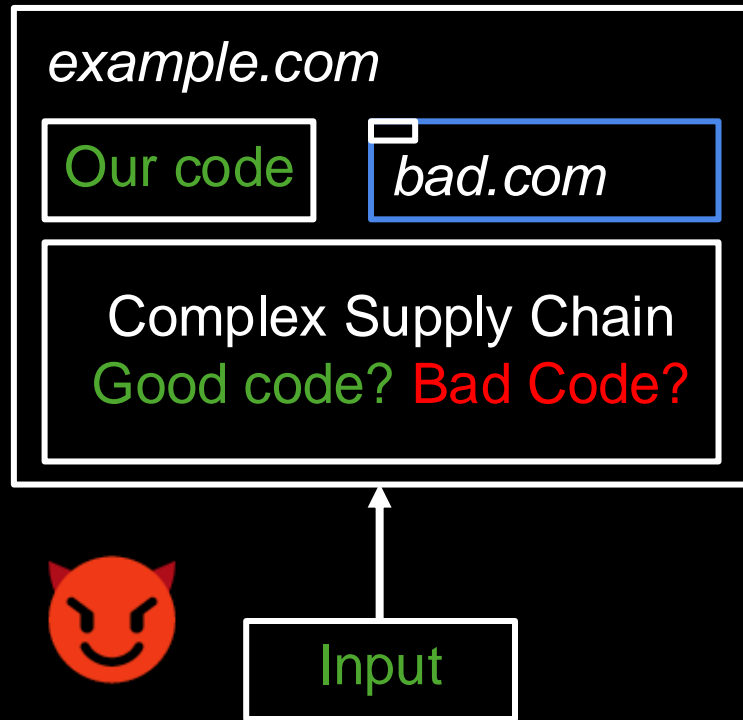 example.com
Our code
bad.com
Complex Supply Chain
Good code? Bad Code?
Input